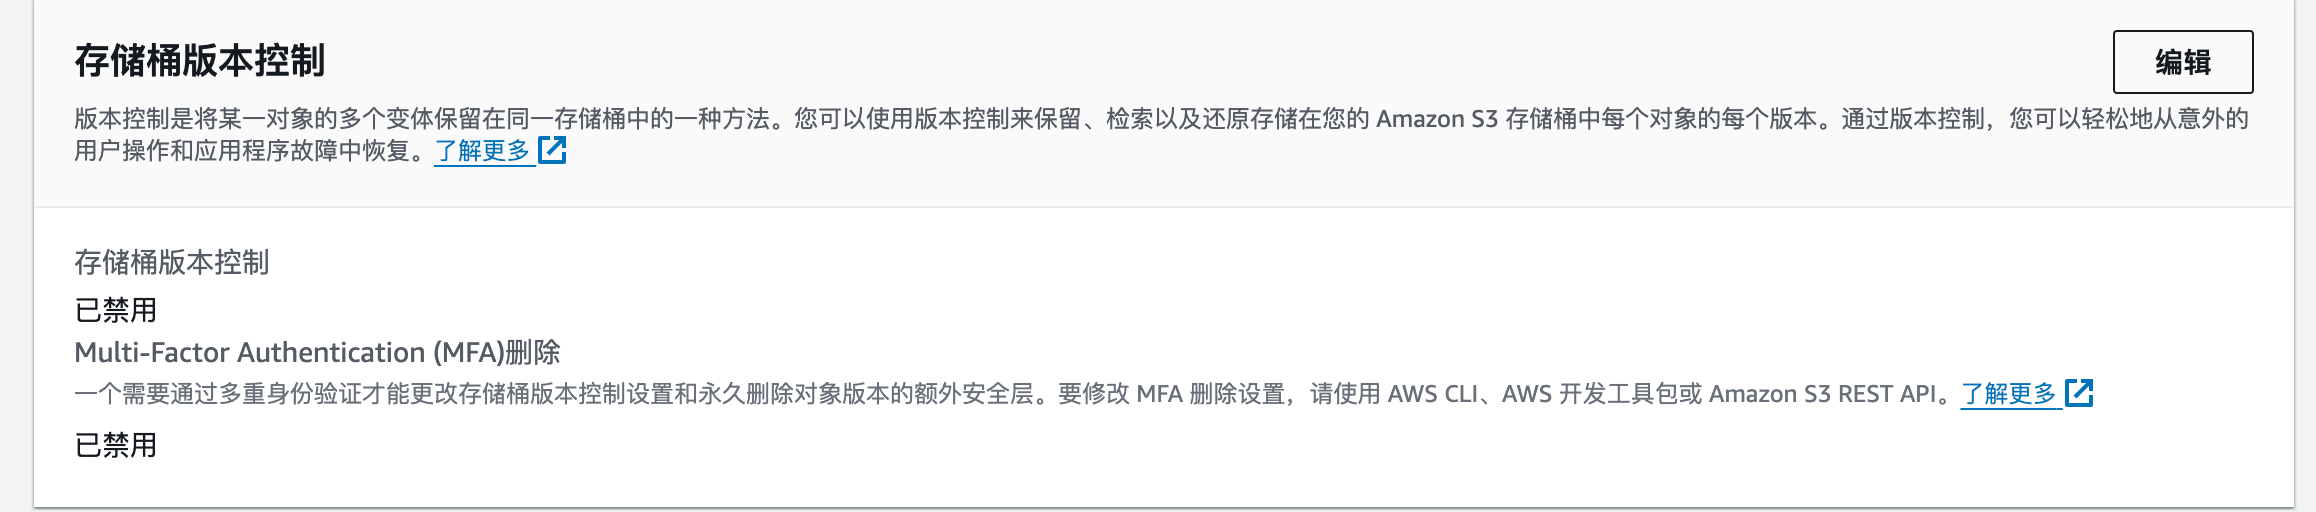 存储桶版本控制
编辑
版本控制是将某一对象的多个变体保留在同一存储桶中的一种方法。您可以使用版本控制来保留、检索以及还原存储在您的 Amazon S3 存储桶中每个对象的每个版本。通过版本控制，您可以轻松地从意外的
用户操作和应用程序故障中恢复。了解更多
存储桶版本控制
已禁用
Multi-Factor Authentication (MFA)删除
一个需要通过多重身份验证才能更改存储桶版本控制设置和永久删除对象版本的额外安全层。要修改 MFA 删除设置，请使用 AWS CLI、AWS 开发工具包或 Amazon S3 REST API。了解更多
已禁用